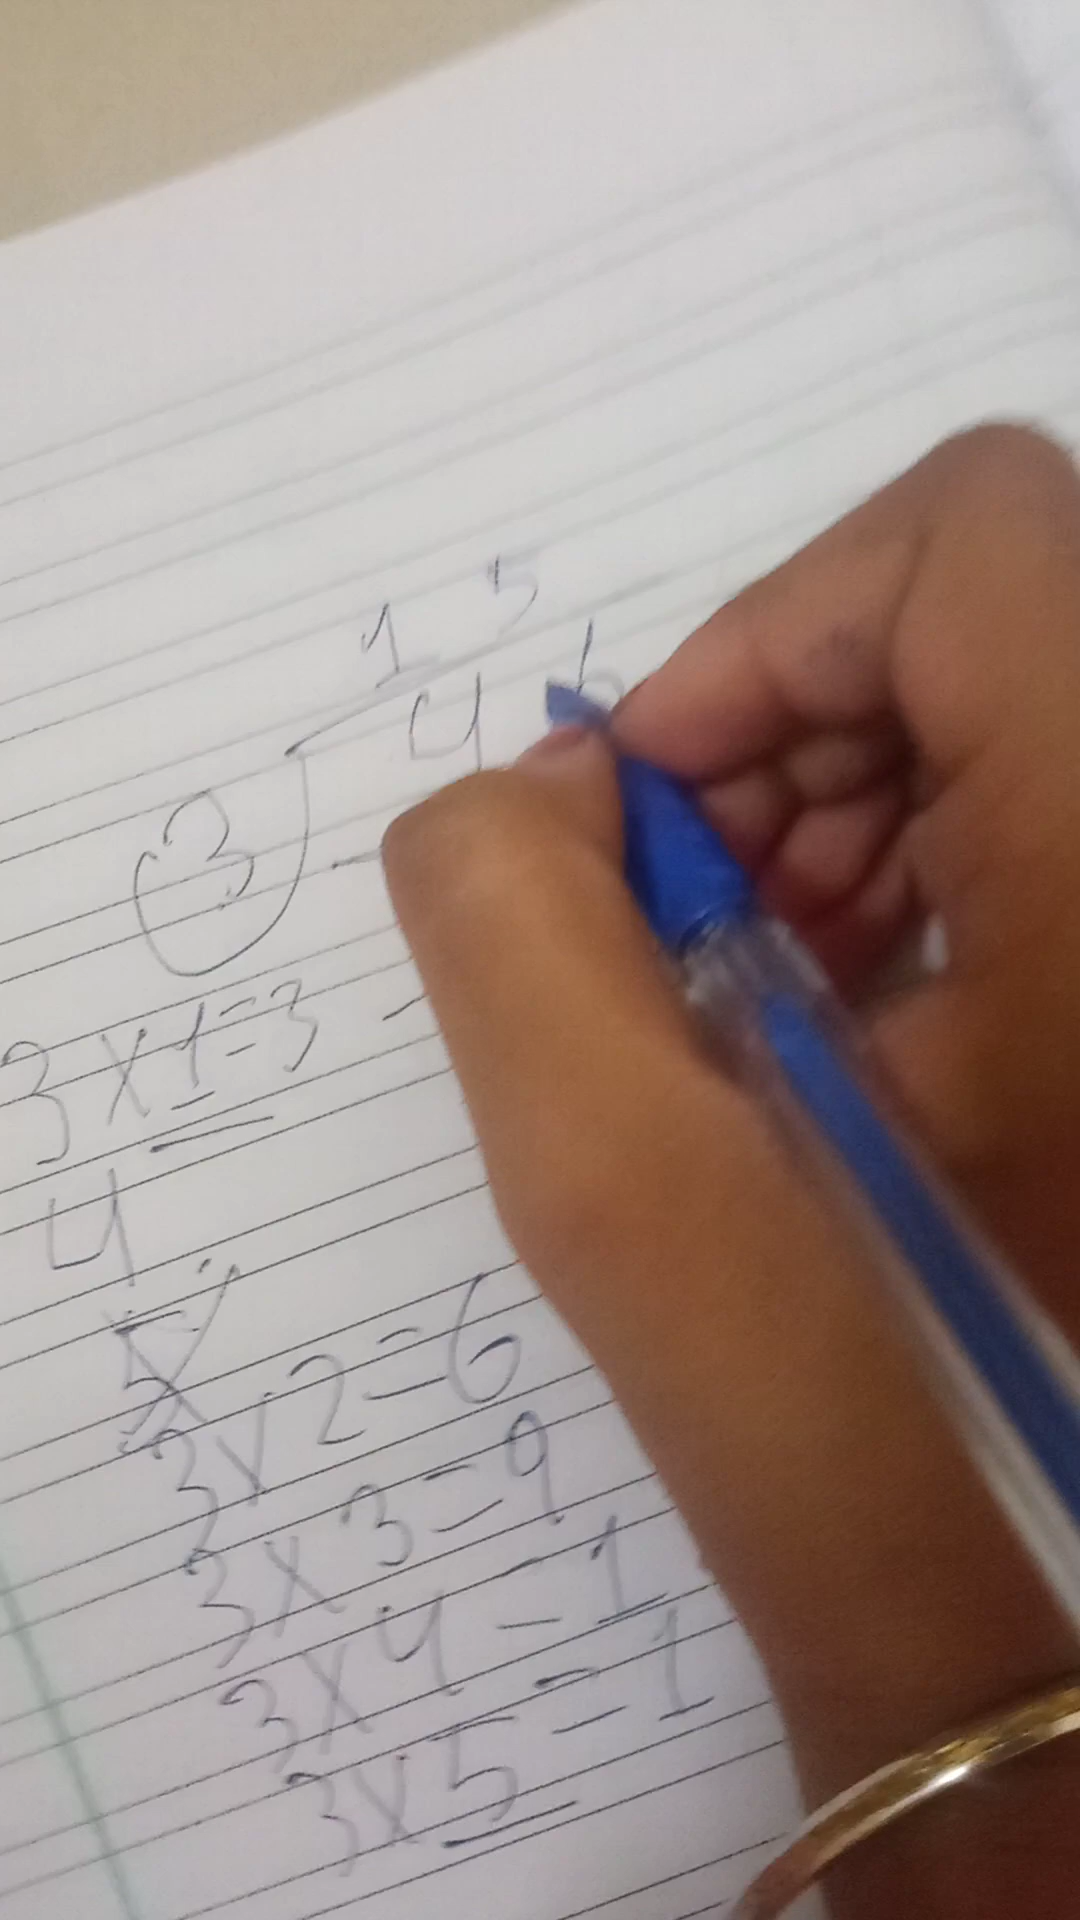 1 5
3 4
3 x 1 = 3
4
5
3 x 2 = 6
3 x 3 = 9
3 x 4 = 1
3 x 5 = 1